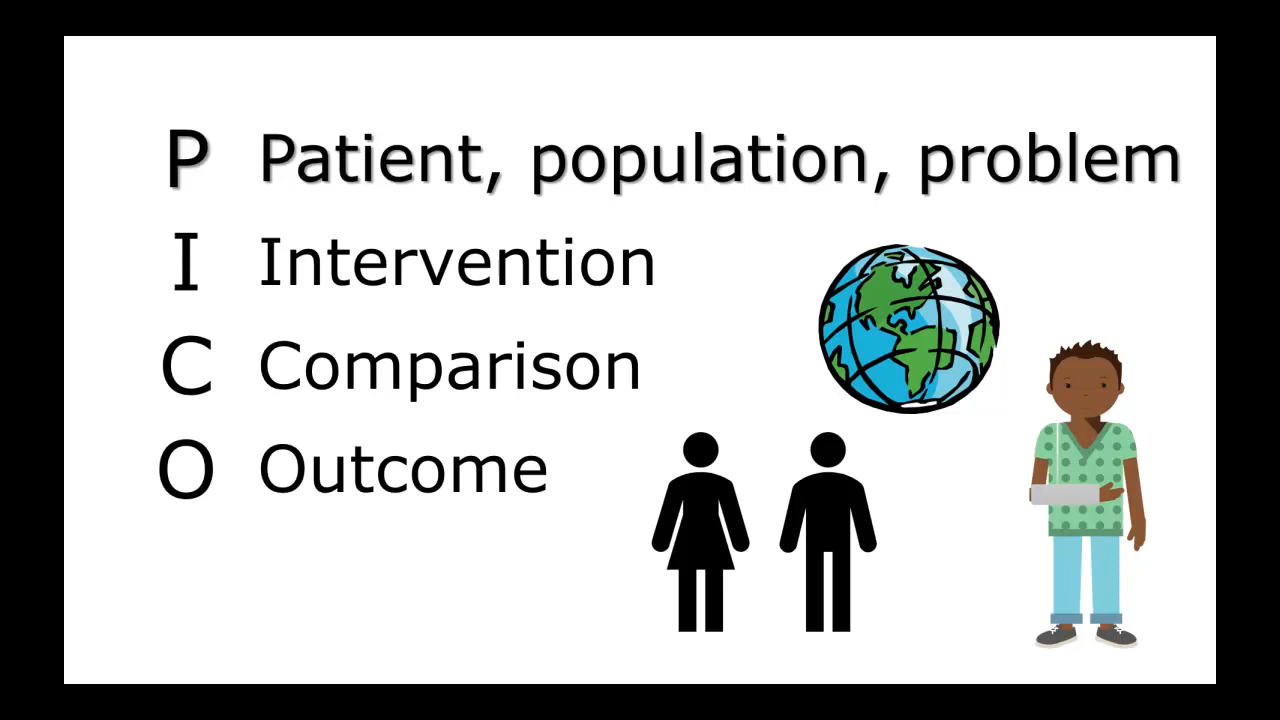 P Patient, population, problem
I Intervention
C Comparison
O Outcome